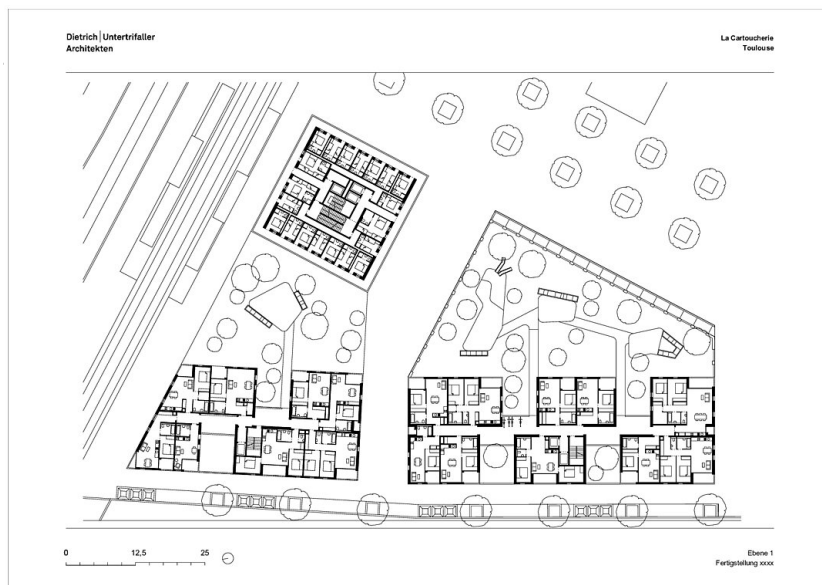 Dietrich|Untertrifaller
Architekten
La Cartoucherie
Toulouse
0 12,5 25
Ebene 1
Fertigstellung xxxx